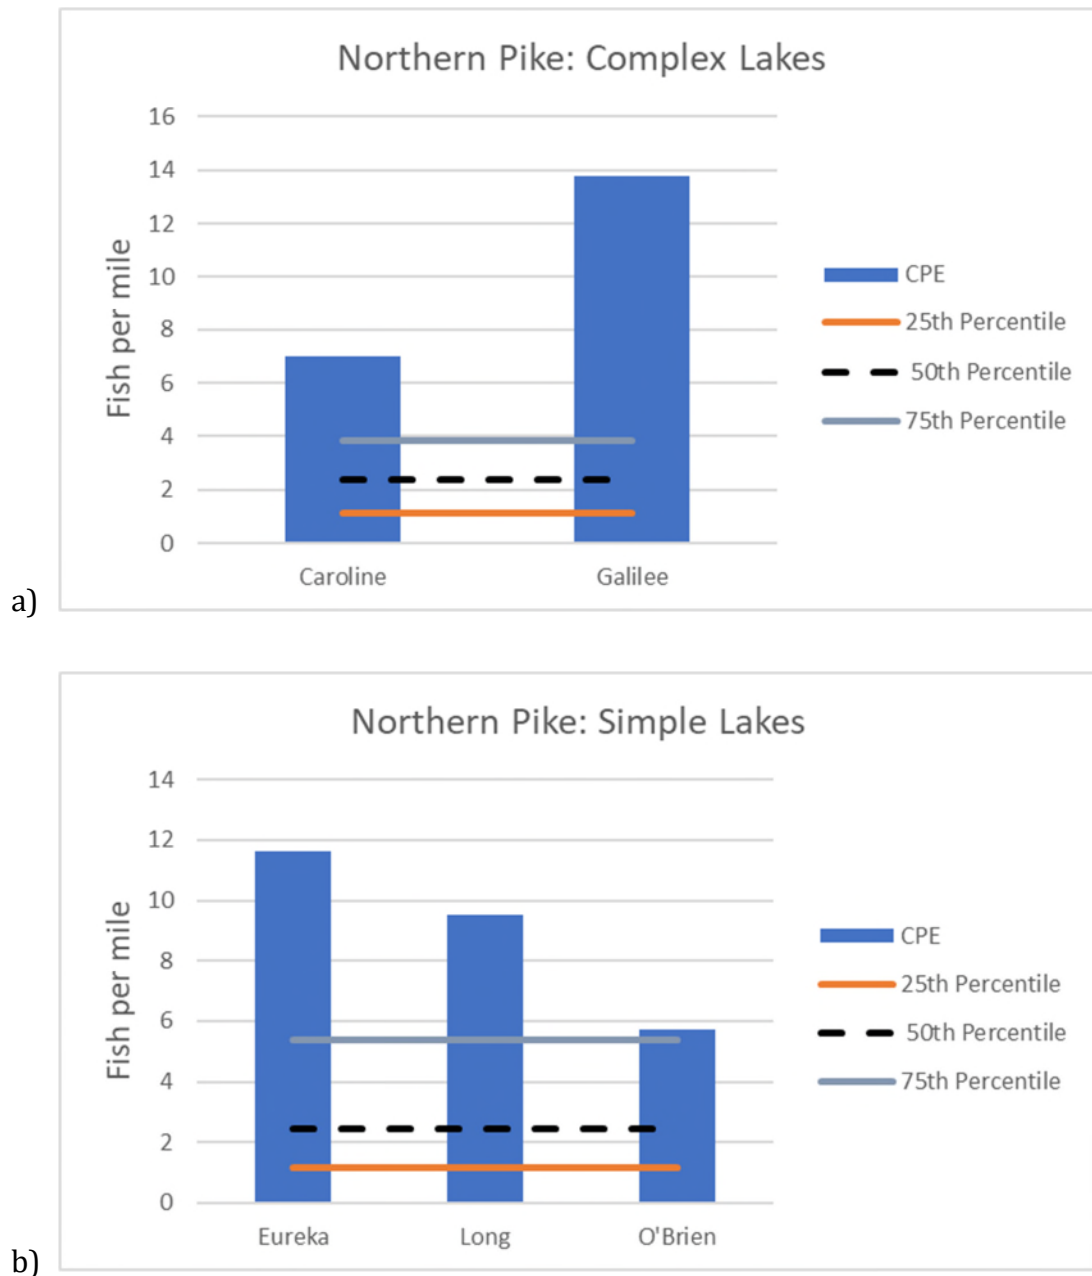 Northern Pike: Complex Lakes
16
14
12
10
8
6
4
2
0
Fish per mile
Caroline
Galilee
CPE
25th Percentile
50th Percentile
75th Percentile
a)
Northern Pike: Simple Lakes
14
12
10
8
6
4
2
0
Fish per mile
Eureka
Long
O'Brien
CPE
25th Percentile
50th Percentile
75th Percentile
b)